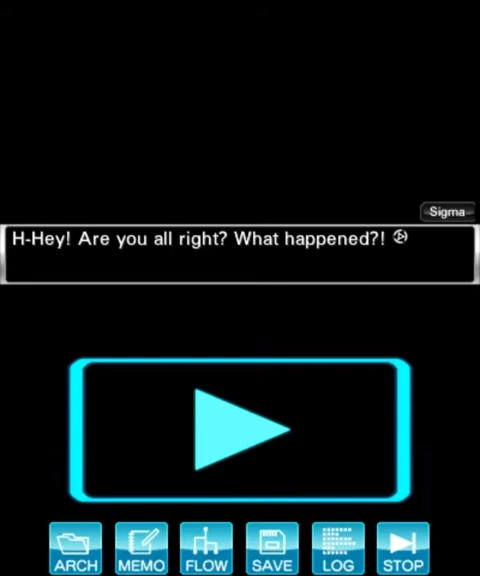 Sigma
H-Hey! Are you all right? What happened?!
ARCH
MEMO
FLOW
SAVE
LOG
STOP